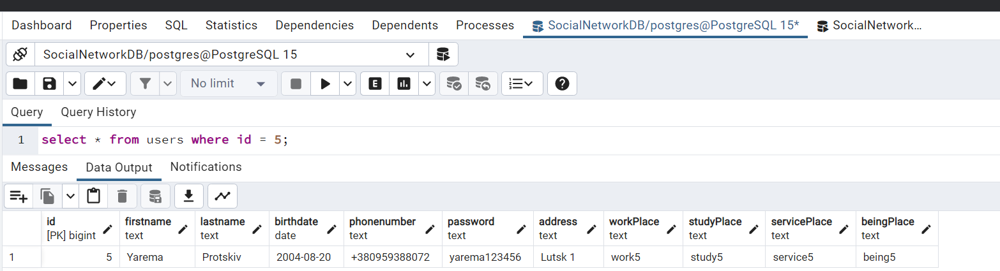 Dashboard Properties SQL Statistics Dependencies Dependents Processes SocialNetworkDB/postgres@PostgreSQL 15* SocialNetwork...
SocialNetworkDB/postgres@PostgreSQL 15
No limit E
Query Query History
1 select * from users where id = 5;
Messages Data Output Notifications
id firstname lastname birthdate phonenumber password address workPlace studyPlace servicePlace beingPlace
[PK] bigint text text date text text text text text text text
1 5 Yarema Protskiv 2004-08-20 +380959388072 yarema123456 Lutsk 1 work5 study5 service5 being5